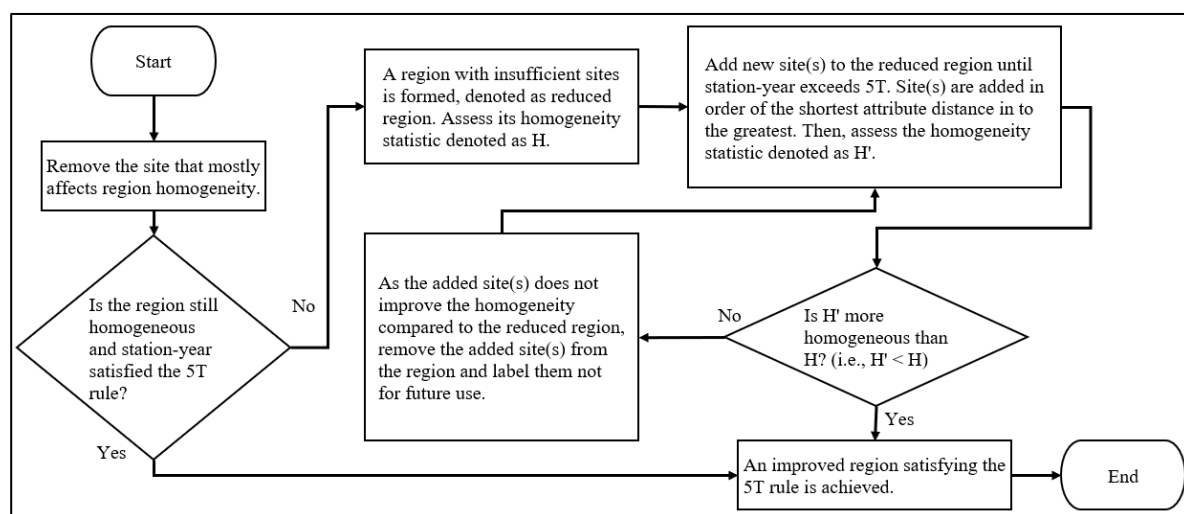 Start
Remove the site that mostly
affects region homogeneity.
Is the region still
homogeneous
and station-year
satisfied the 5T
rule?
No
Yes
A region with insufficient sites
is formed, denoted as reduced
region. Assess its homogeneity
statistic denoted as H.
Add new site(s) to the reduced region until
station-year exceeds 5T. Site(s) are added in
order of the shortest attribute distance in to
the greatest. Then, assess the homogeneity
statistic denoted as H'.
Is H' more
homogeneous than
H? (i.e., H' < H)
No
Yes
As the added site(s) does not
improve the homogeneity
compared to the reduced region,
remove the added site(s) from
the region and label them not
for future use.
An improved region satisfying the
5T rule is achieved.
End